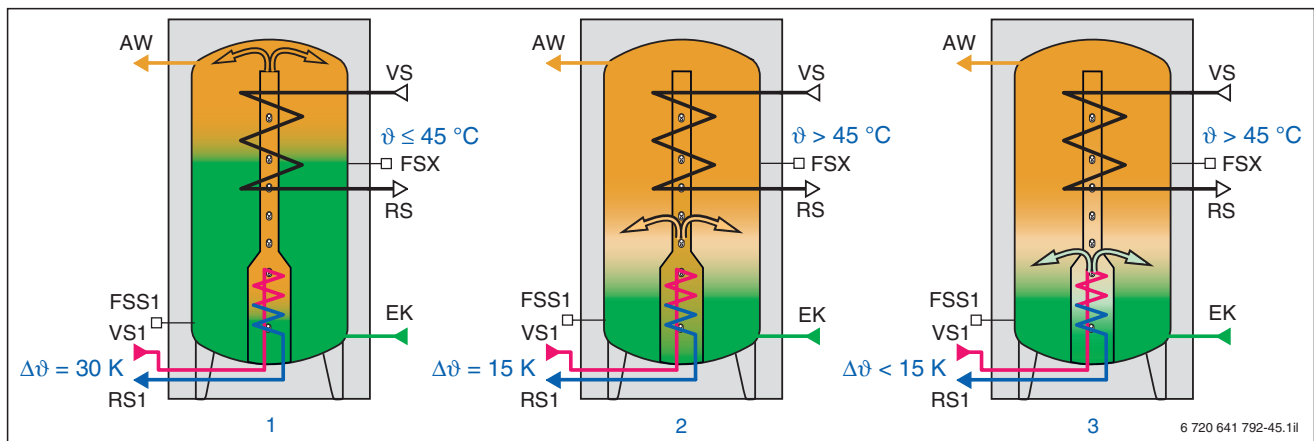 AW
VS
ϑ ≤ 45 °C
FSX
RS
FSS1
VS1
EK
Δϑ = 30 K
RS1
1
AW
VS
ϑ > 45 °C
FSX
RS
FSS1
VS1
EK
Δϑ = 15 K
RS1
2
AW
VS
ϑ > 45 °C
FSX
RS
FSS1
VS1
EK
Δϑ < 15 K
RS1
3
6 720 641 792-45.1il